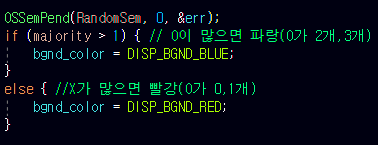 OSSemPend(RandomSem, 0, &err);
if (majority > 1) { // 0이 많으면 파랑(0가 2개,3개)
bgnd_color = DISP_BGND_BLUE;
}
else { //X가 많으면 빨강(0가 0,1개)
bgnd_color = DISP_BGND_RED;
}